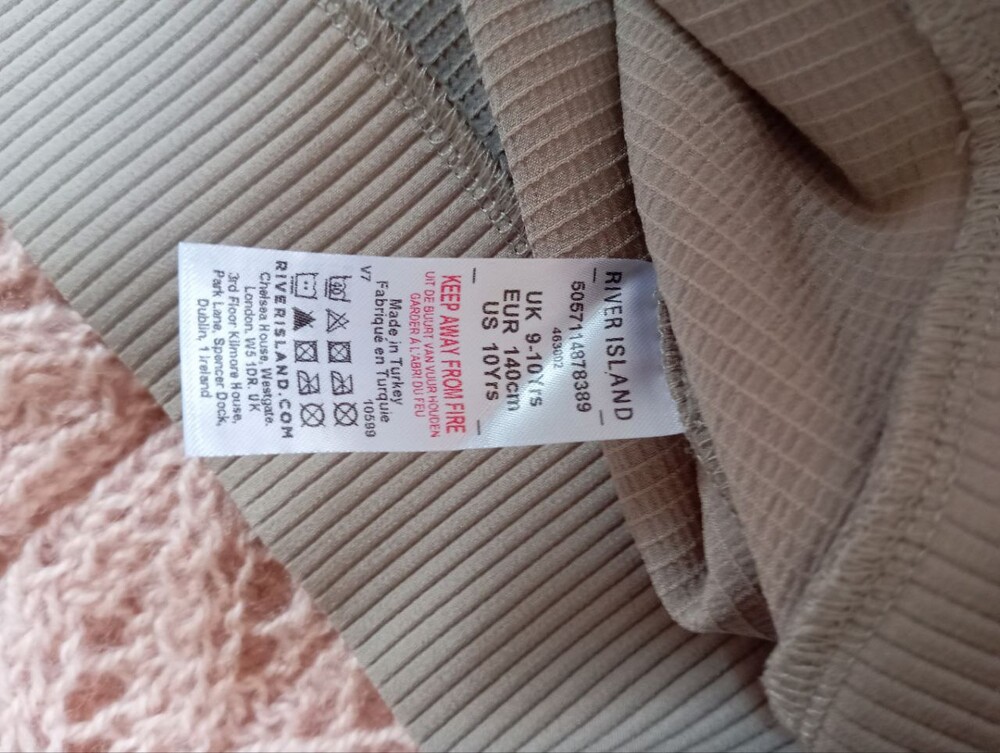 RIVER ISLAND
5057114878389
463002
UK 9-10Yrs
EUR 140cm
US 10Yrs
KEEP AWAY FROM FIRE
UIT DE BUURT VAN VUUR HOUDEN
GARDER À L'ABRI DU FEU
Made in Turkey
Fabriqué en Turquie
V7 10599
RIVERISLAND.COM
Chelsea House, Westgate.
London. W5 1DR. UK
3rd Floor Kilmore House,
Park Lane, Spencer Dock,
Dublin, 1 Ireland